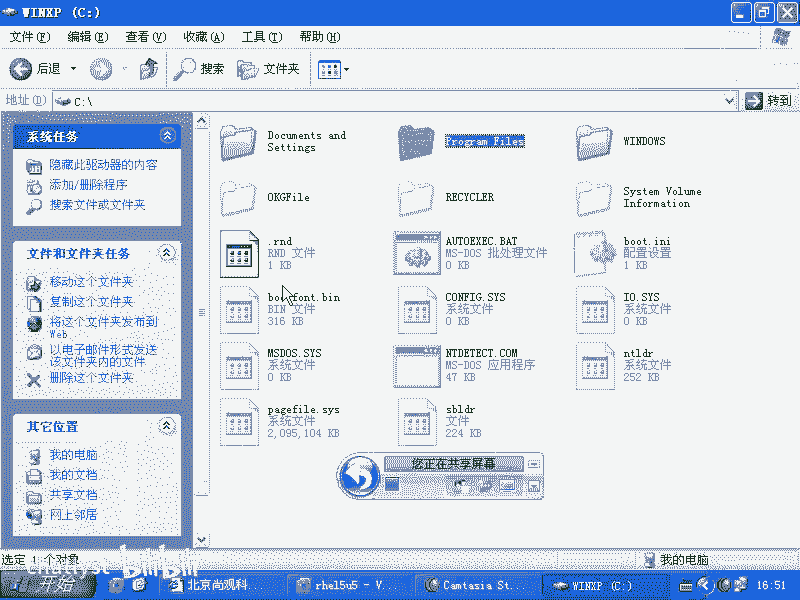 WINXP (C:)
文件(F) 编辑(E) 查看(V) 收藏(A) 工具(T) 帮助(H)
后退 搜索 文件夹
地址(D) C:\ 转到
系统任务
隐藏此驱动器的内容
添加/删除程序
搜索文件或文件夹
文件和文件夹任务
移动这个文件夹
复制这个文件夹
将这个文件夹发布到
Web
以电子邮件形式发送
该文件夹内的文件
删除这个文件夹
其它位置
我的电脑
我的文档
共享文档
网上邻居
Documents and
Settings
Program Files
WINDOWS
OKGFile
RECYCLER
System Volume
Information
.rnd
RND 文件
1 KB
AUTOEXEC.BAT
MS-DOS 批处理文件
0 KB
boot.ini
配置设置
1 KB
bootfont.bin
BIN 文件
316 KB
CONFIG.SYS
系统文件
0 KB
IO.SYS
系统文件
0 KB
MSDOS.SYS
系统文件
0 KB
NTDETECT.COM
MS-DOS 应用程序
47 KB
ntldr
系统文件
252 KB
pagefile.sys
系统文件
2,095,104 KB
sbldr
文件
224 KB
您正在共享屏幕
选定 1 个对象
我的电脑
bilibili
开始
北京尚观科...
rhel5u5 - V...
Camtasia St...
WINXP (C:)
16:51